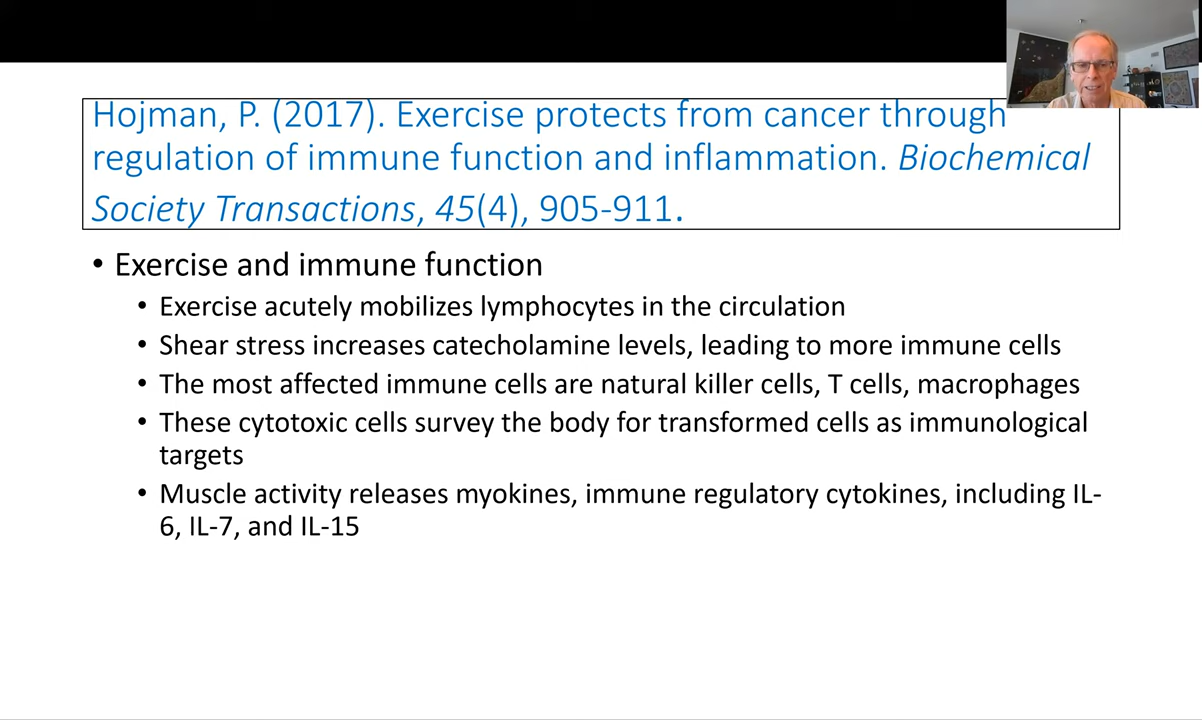 Hojman, P. (2017). Exercise protects from cancer through
regulation of immune function and inflammation. Biochemical
Society Transactions, 45(4), 905-911.
• Exercise and immune function
• Exercise acutely mobilizes lymphocytes in the circulation
• Shear stress increases catecholamine levels, leading to more immune cells
• The most affected immune cells are natural killer cells, T cells, macrophages
• These cytotoxic cells survey the body for transformed cells as immunological
targets
• Muscle activity releases myokines, immune regulatory cytokines, including IL-
6, IL-7, and IL-15